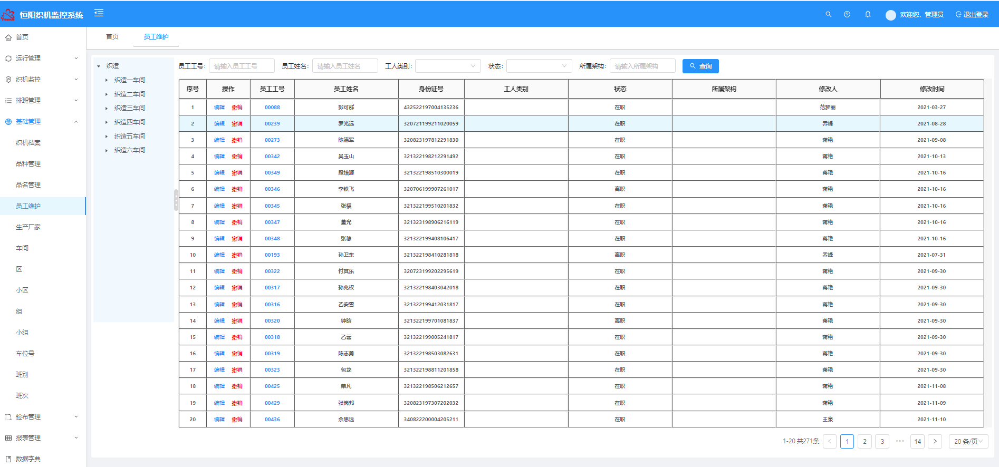 恒阳织机监控系统
欢迎您，管理员 退出登录
首页
运行管理
织机监控
排班管理
基础管理
织机档案
品种管理
品名管理
员工维护
生产厂家
车间
区
小区
组
小组
车位号
班别
班次
验布管理
报表管理
数据字典
首页 员工维护
织造
织造一车间
织造二车间
织造三车间
织造四车间
织造五车间
织造六车间
员工工号: 请输入员工工号 员工姓名: 请输入员工姓名 工人类别: 状态: 所属架构: 请输入所属架构 查询
序号 操作 员工工号 员工姓名 身份证号 工人类别 状态 所属架构 修改人 修改时间
1 编辑 撤销 00088 彭可群 432522197004135236 在职 范梦丽 2021-03-27
2 编辑 撤销 00239 罗光远 320721199211020059 在职 乔峰 2021-08-28
3 编辑 撤销 00273 陈德军 320823197812291830 在职 蒋艳 2021-09-08
4 编辑 撤销 00342 吴玉山 321322198212291492 在职 蒋艳 2021-10-13
5 编辑 撤销 00349 段培源 321322198510300019 在职 蒋艳 2021-10-16
6 编辑 撤销 00346 李铁飞 320706199907261017 离职 蒋艳 2021-10-16
7 编辑 撤销 00345 张福 321322199510201832 在职 蒋艳 2021-10-16
8 编辑 撤销 00347 董光 321323198906216119 在职 蒋艳 2021-10-16
9 编辑 撤销 00348 321322199408106417 在职 蒋艳 2021-10-16
10 编辑 撤销 00193 孙卫东 321322198410281818 离职 乔峰 2021-07-31
11 编辑 撤销 00322 付其乐 320723199202295619 在职 蒋艳 2021-09-30
12 编辑 撤销 00317 孙兆权 321322198403042018 在职 蒋艳 2021-09-30
13 编辑 撤销 00316 乙安雪 321322199412031817 在职 蒋艳 2021-09-30
14 编辑 撤销 00320 321322199701081837 离职 蒋艳 2021-09-30
15 编辑 撤销 00318 乙云 321322199005241817 在职 蒋艳 2021-09-30
16 编辑 撤销 00319 陈志勇 321322198503082631 在职 蒋艳 2021-09-30
17 编辑 撤销 00323 包龙 321322198811201858 在职 蒋艳 2021-09-30
18 编辑 撤销 00425 荣凡 321322198506212657 在职 蒋艳 2021-11-08
19 编辑 撤销 00429 张岗邦 320823197307202032 在职 蒋艳 2021-11-09
20 编辑 撤销 00436 余思远 340822200004205211 在职 王泉 2021-11-10
1-20 共271条 < 1 2 3 ••• 14 > 20 条/页